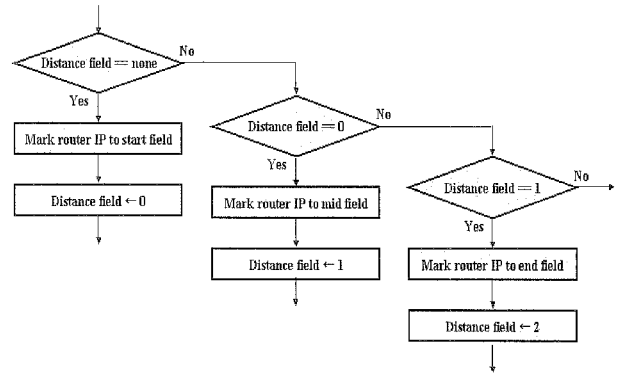 No
Distance field == none
Yes
Mark router IP to start field
Distance field ← 0
No
Distance field == 0
Yes
Mark router IP to mid field
Distance field ← 1
No
Distance field == 1
Yes
Mark router IP to end field
Distance field ← 2